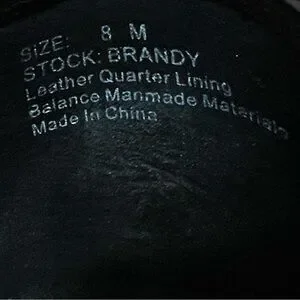 SIZE: 8 M
STOCK: BRANDY
Leather Quarter Lining
Balance Manmade Materials
Made In China